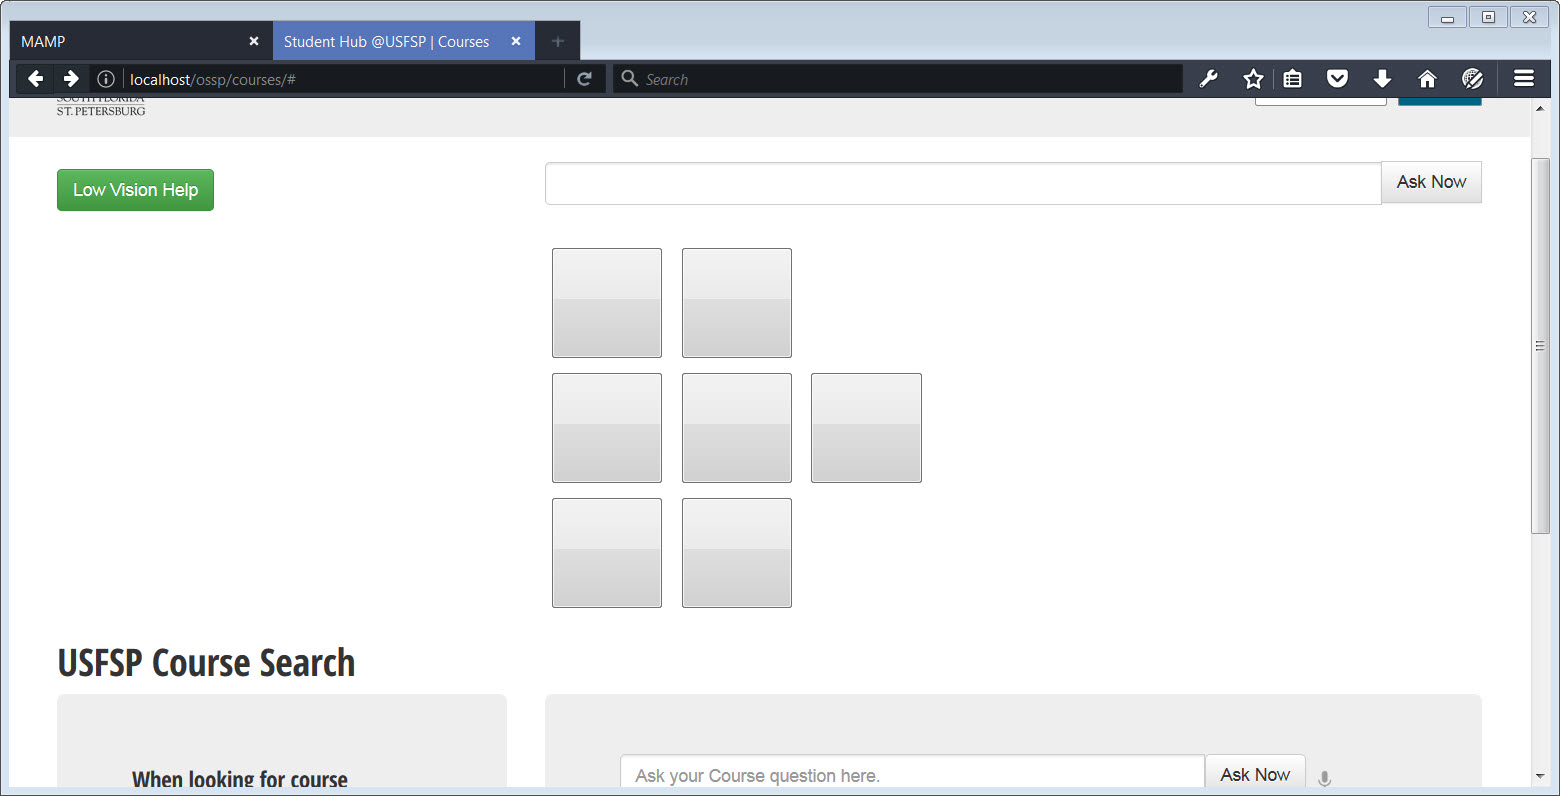 MAMP
Student Hub @USFSP | Courses
localhost/ossp/courses/#
Search
SOUTH FLORIDA
ST. PETERSBURG
Low Vision Help
Ask Now
USFSP Course Search
When looking for course
Ask your Course question here.
Ask Now